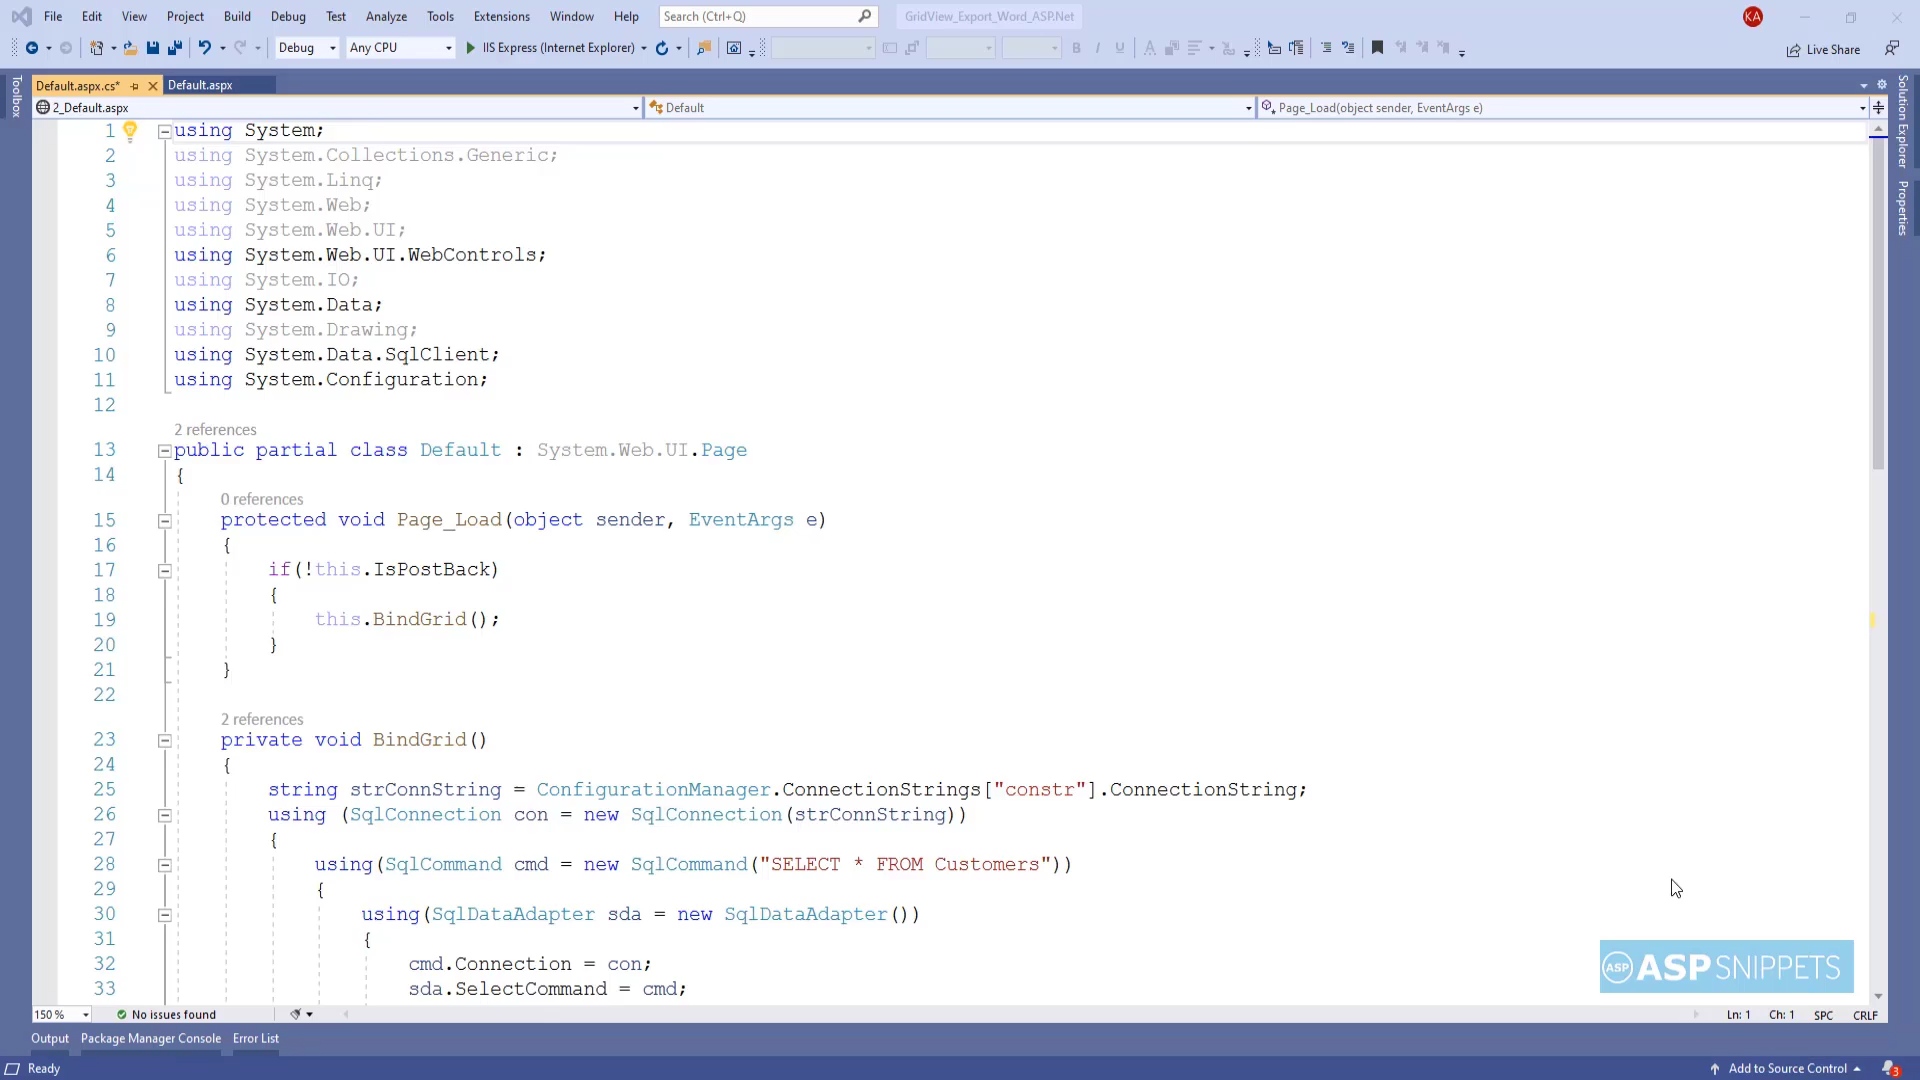 File Edit View Project Build Debug Test Analyze Tools Extensions Window Help Search (Ctrl+Q) GridView_Export_Word_ASP.Net KA
Debug Any CPU IIS Express (Internet Explorer) B I U A Live Share
Default.aspx.cs* Default.aspx
2_Default.aspx Default Page_Load(object sender, EventArgs e)
Toolbox
Solution Explorer
Properties
1 using System;
2 using System.Collections.Generic;
3 using System.Linq;
4 using System.Web;
5 using System.Web.UI;
6 using System.Web.UI.WebControls;
7 using System.IO;
8 using System.Data;
9 using System.Drawing;
10 using System.Data.SqlClient;
11 using System.Configuration;
12
2 references
13 public partial class Default : System.Web.UI.Page
14 {
0 references
15 protected void Page_Load(object sender, EventArgs e)
16 {
17 if(!this.IsPostBack)
18 {
19 this.BindGrid();
20 }
21 }
22
2 references
23 private void BindGrid()
24 {
25 string strConnString = ConfigurationManager.ConnectionStrings["constr"].ConnectionString;
26 using (SqlConnection con = new SqlConnection(strConnString))
27 {
28 using(SqlCommand cmd = new SqlCommand("SELECT * FROM Customers"))
29 {
30 using(SqlDataAdapter sda = new SqlDataAdapter())
31 {
32 cmd.Connection = con;
33 sda.SelectCommand = cmd;
ASP ASPSNIPPETS
150 % No issues found Ln: 1 Ch: 1 SPC CRLF
Output Package Manager Console Error List
Ready Add to Source Control 3